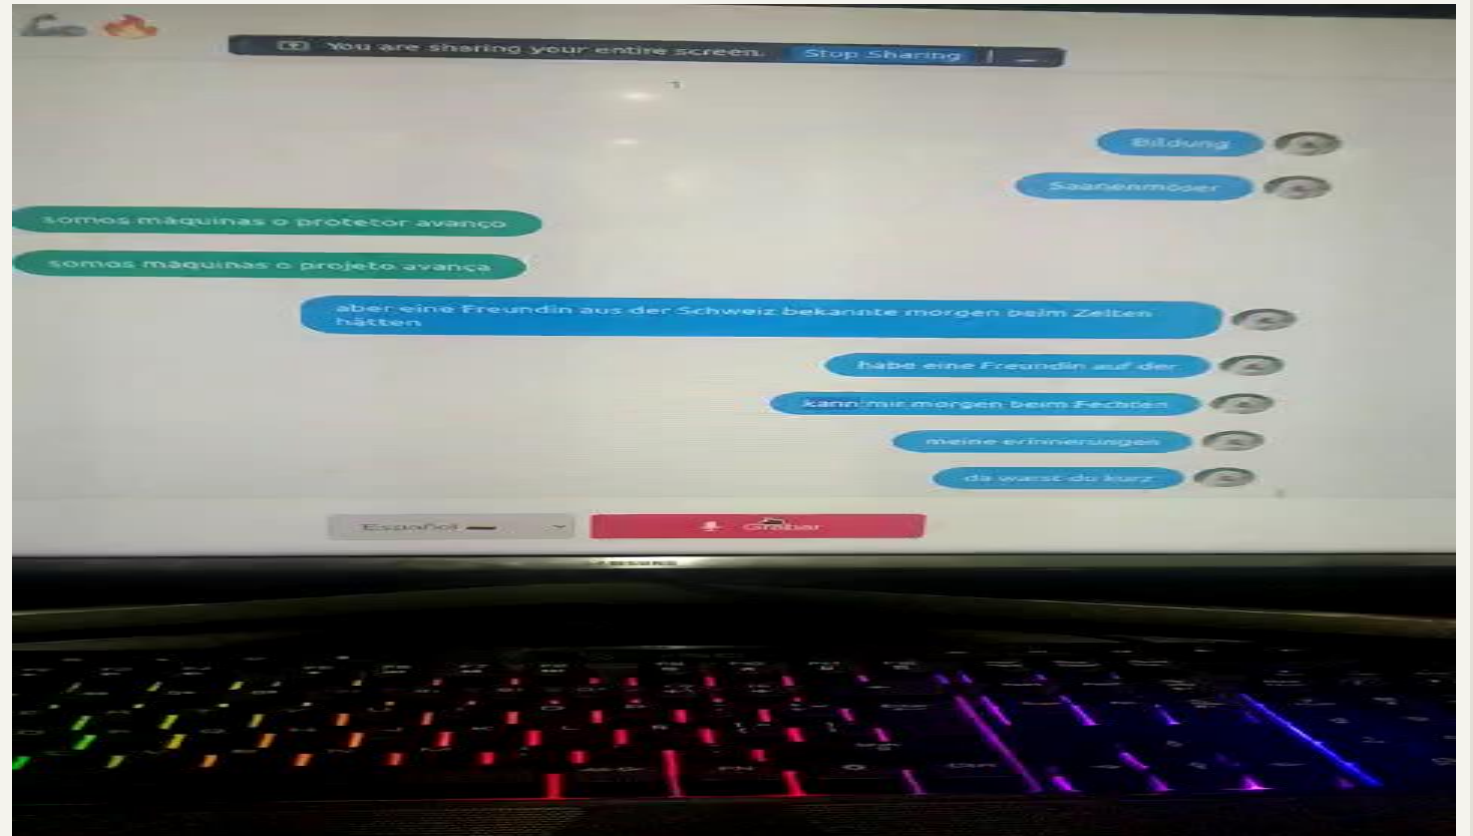 You are sharing your entire screen. Stop Sharing
Bildung
Saanenmöser
somos máquinas o protetor avanço
somos máquinas o projeto avança
aber eine Freundin aus der Schweiz bekannte morgen beim Zelten
hätten
habe eine Freundin auf der
kann mir morgen beim Fechten
meine erinnerungen
da warst du kurz
Español
Grabar
SAMSUNG